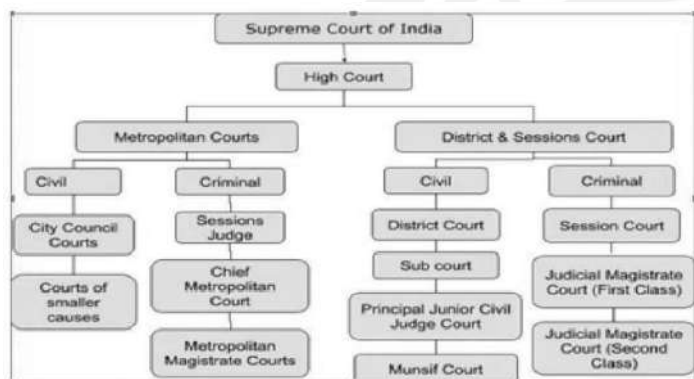 Supreme Court of India
High Court
Metropolitan Courts
District & Sessions Court
Civil
Criminal
Civil
Criminal
City Council
Courts
Sessions
Judge
District Court
Session Court
Courts of
smaller
causes
Chief
Metropolitan
Court
Sub court
Judicial Magistrate
Court (First Class)
Principal Junior Civil
Judge Court
Metropolitan
Magistrate Courts
Judicial Magistrate
Court (Second
Class)
Munsif Court